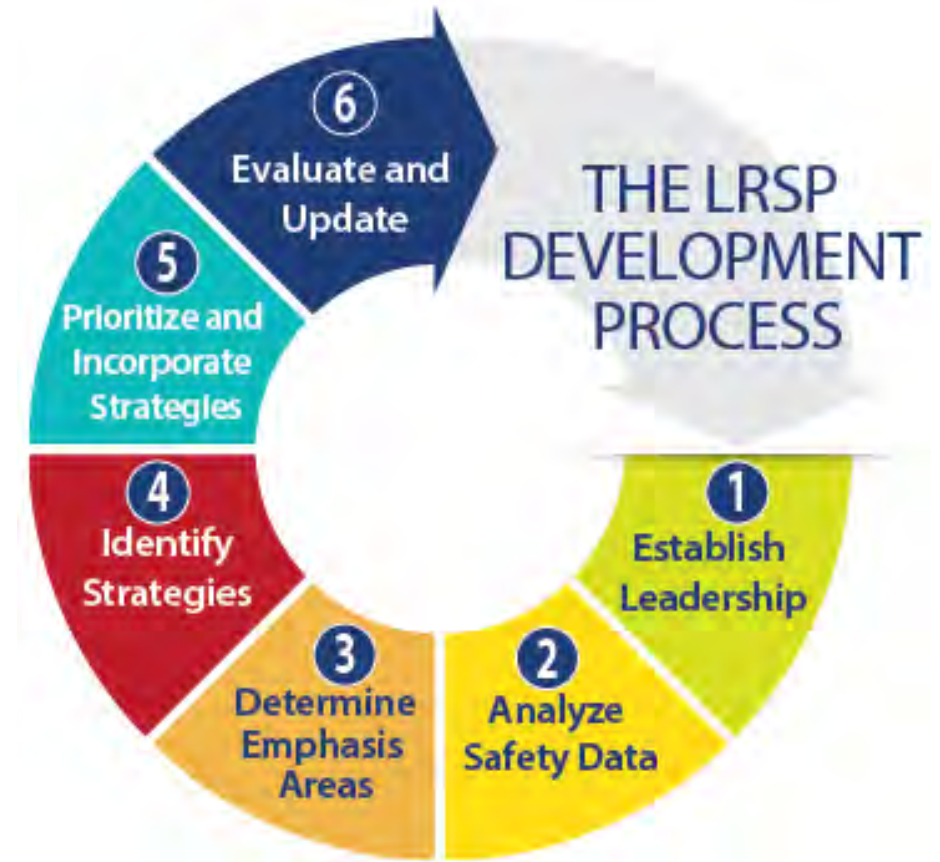 THE LRSP
DEVELOPMENT
PROCESS
1
Establish
Leadership
2
Analyze
Safety Data
3
Determine
Emphasis
Areas
4
Identify
Strategies
5
Prioritize and
Incorporate
Strategies
6
Evaluate and
Update